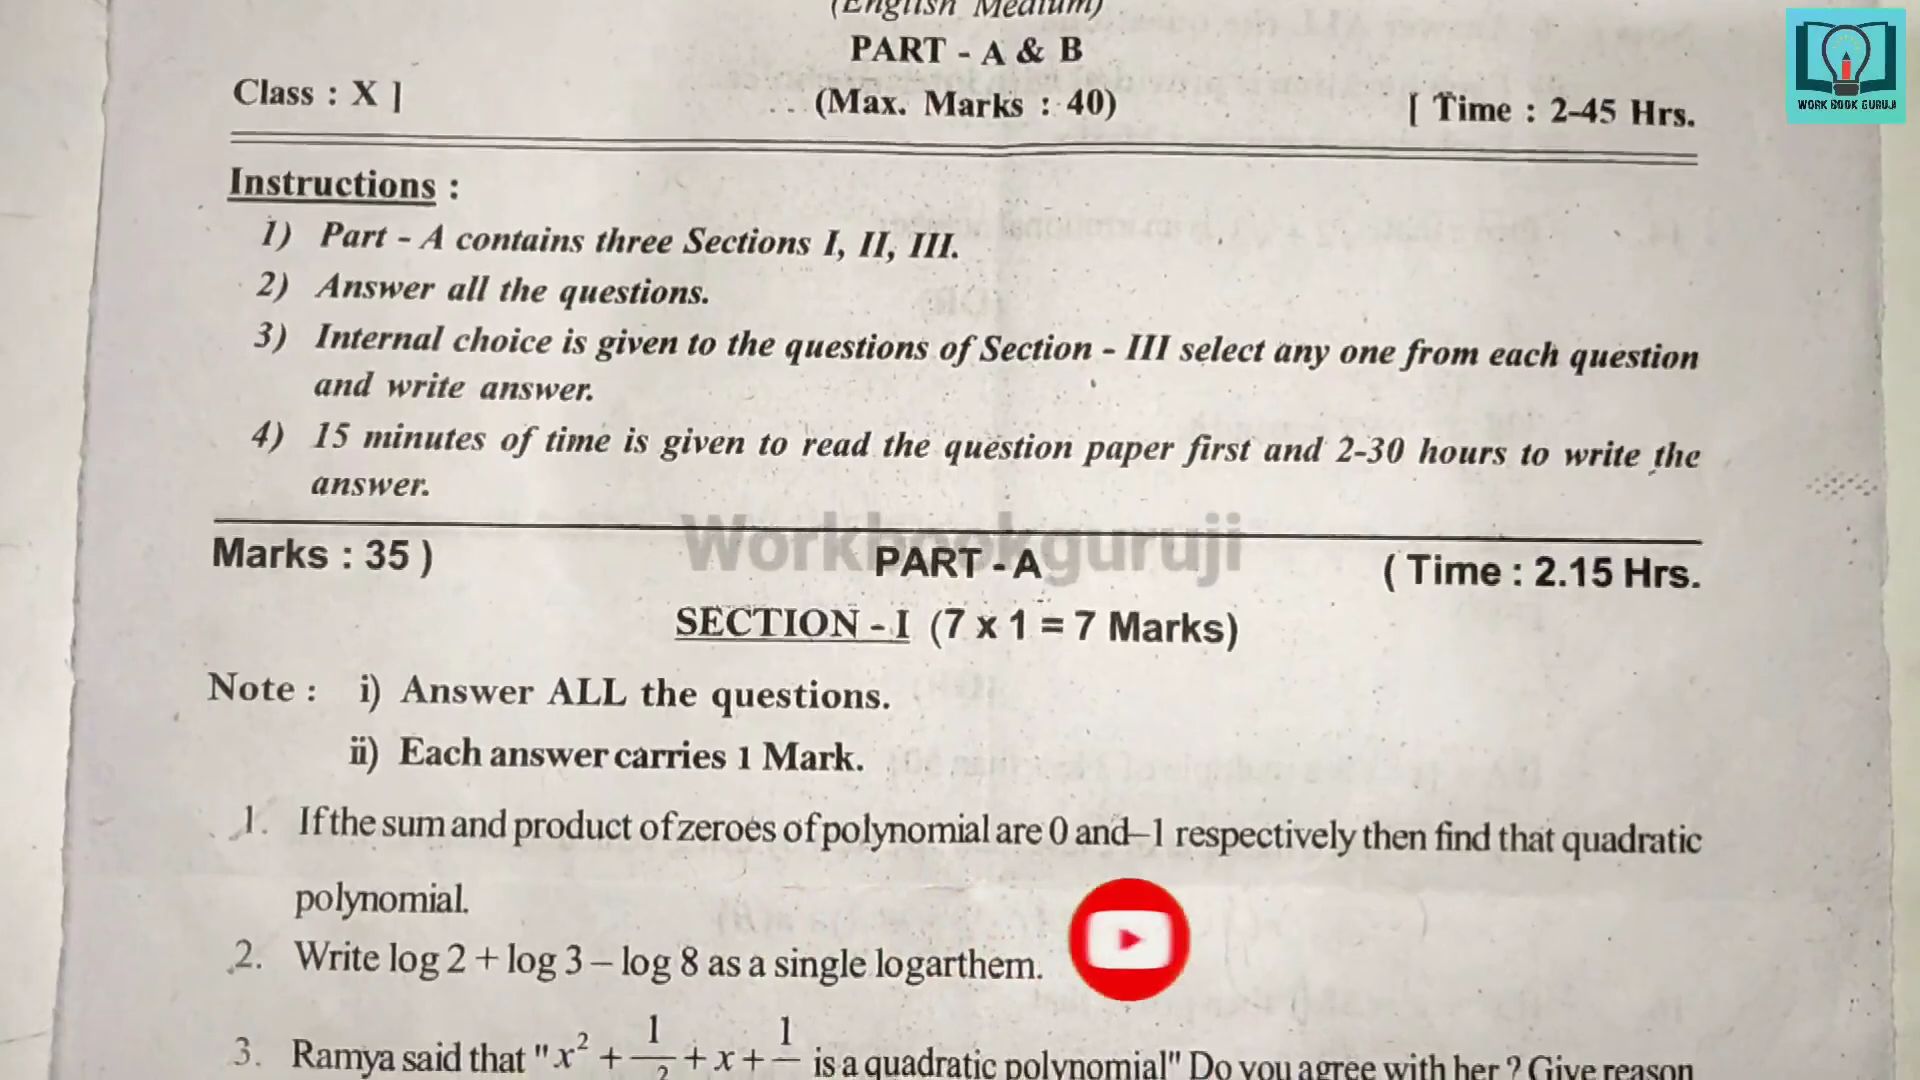 (English Medium)
PART - A & B
Class : X ]
(Max. Marks : 40)
[ Time : 2-45 Hrs.
WORK BOOK GURUJI
Instructions :
1) Part - A contains three Sections I, II, III.
2) Answer all the questions.
3) Internal choice is given to the questions of Section - III select any one from each question
and write answer.
4) 15 minutes of time is given to read the question paper first and 2-30 hours to write the
answer.
Workbookguruji
Marks : 35 )
PART - A
( Time : 2.15 Hrs.
SECTION - I (7 x 1 = 7 Marks)
Note : i) Answer ALL the questions.
ii) Each answer carries 1 Mark.
1. If the sum and product of zeroes of polynomial are 0 and –1 respectively then find that quadratic
polynomial.
2. Write log 2 + log 3 – log 8 as a single logarthem.
3. Ramya said that "x² + 1/ 2 + x + 1/ is a quadratic polynomial" Do you agree with her ? Give reason